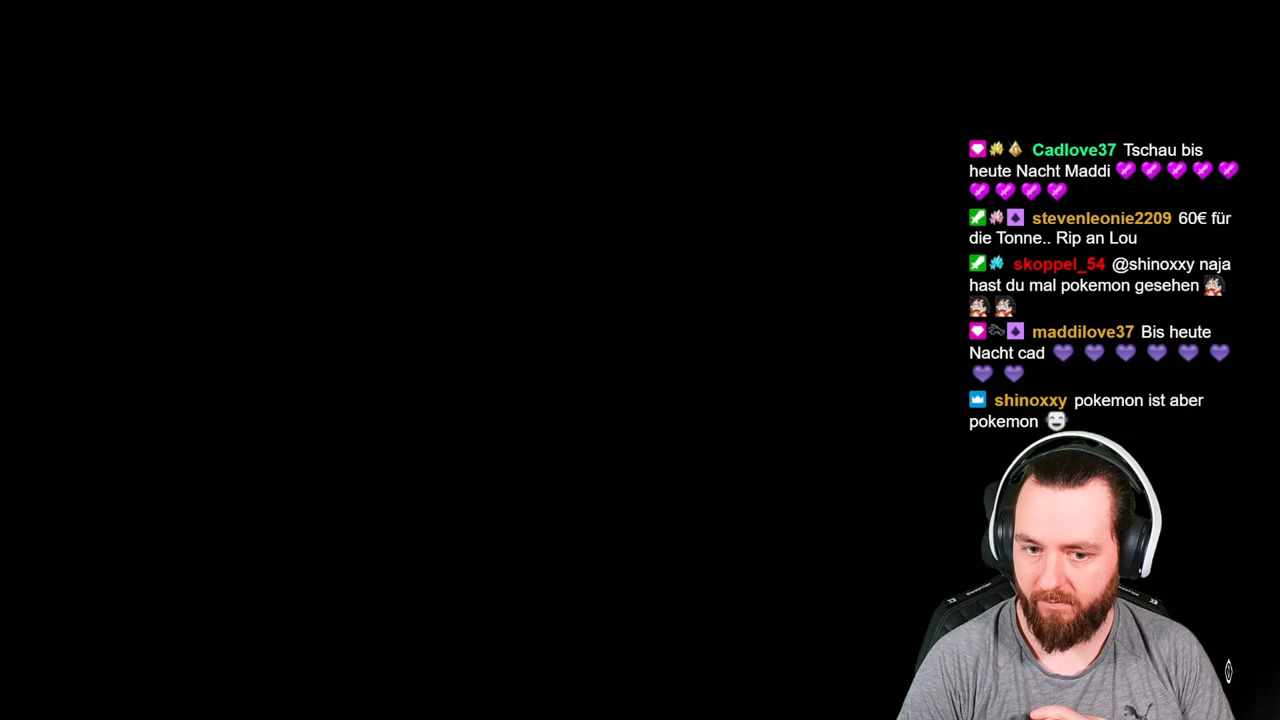 Cadlove37 Tschau bis
heute Nacht Maddi
stevenleonie2209 60€ für
die Tonne.. Rip an Lou
skoppel_54 @shinoxxy naja
hast du mal pokemon gesehen
maddilove37 Bis heute
Nacht cad
shinoxxy pokemon ist aber
pokemon